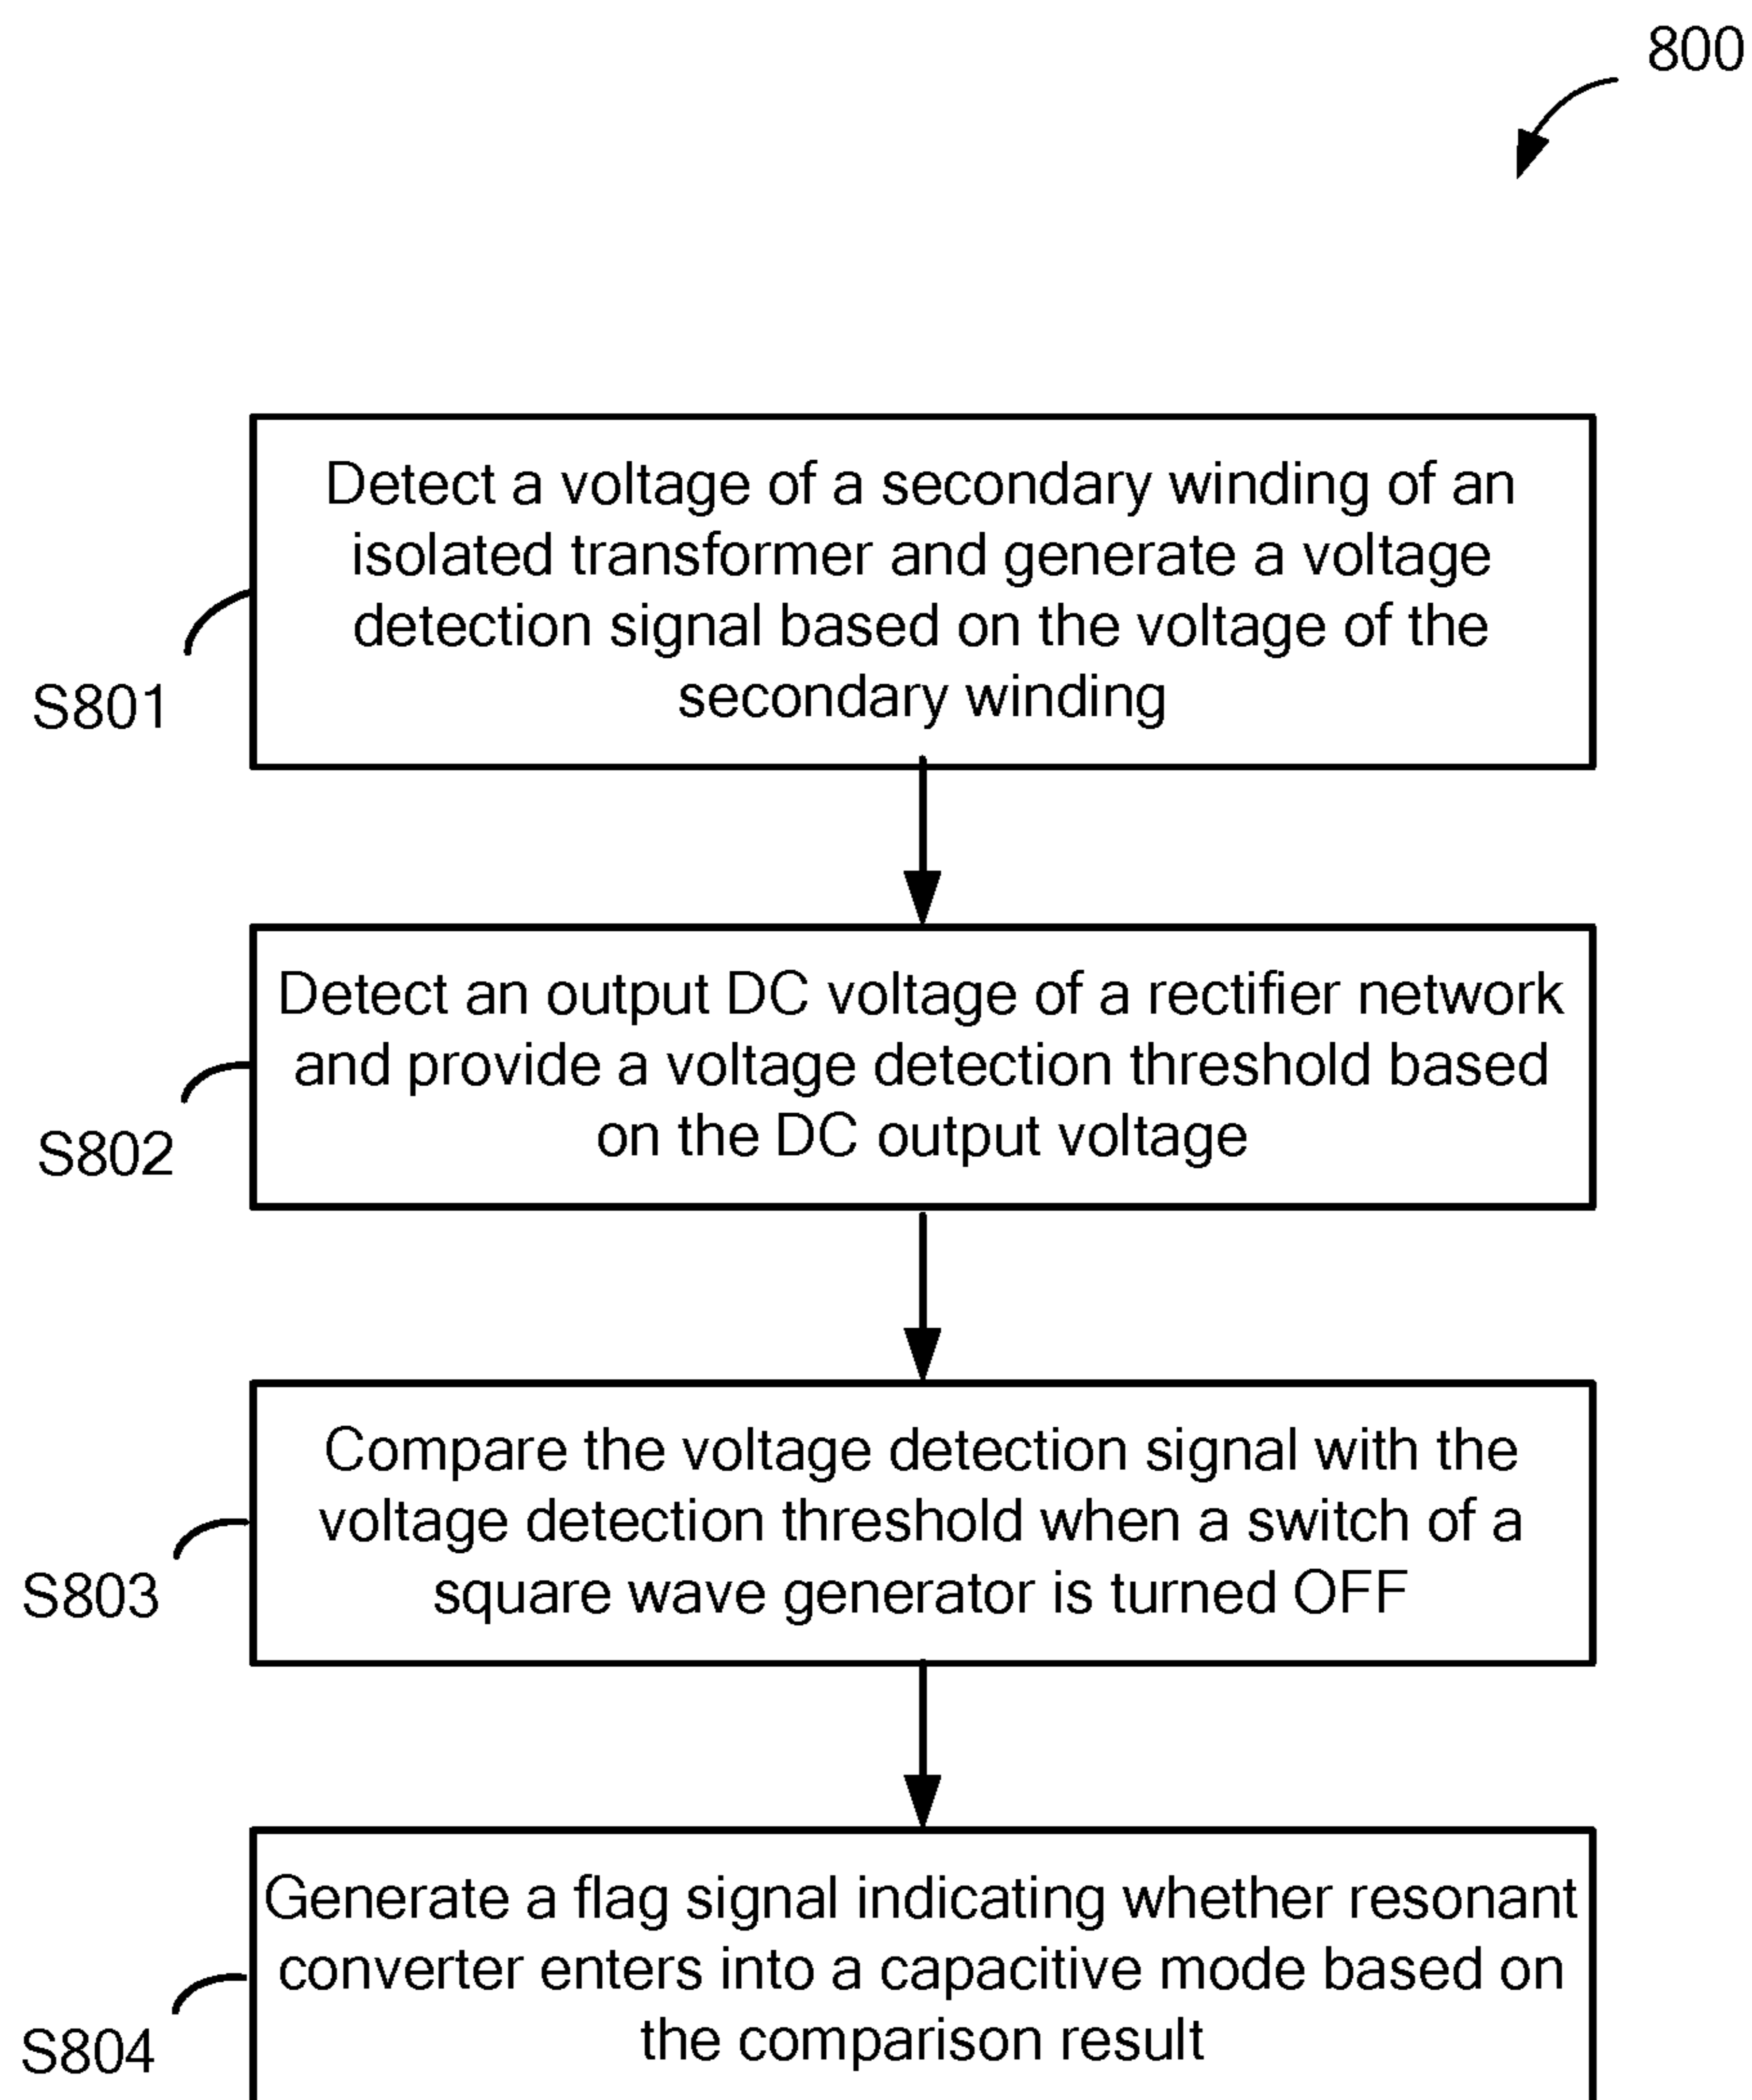 800
Detect a voltage of a secondary winding of an
isolated transformer and generate a voltage
detection signal based on the voltage of the
secondary winding
S801
Detect an output DC voltage of a rectifier network
and provide a voltage detection threshold based
on the DC output voltage
S802
Compare the voltage detection signal with the
voltage detection threshold when a switch of a
square wave generator is turned OFF
S803
Generate a flag signal indicating whether resonant
converter enters into a capacitive mode based on
the comparison result
S804